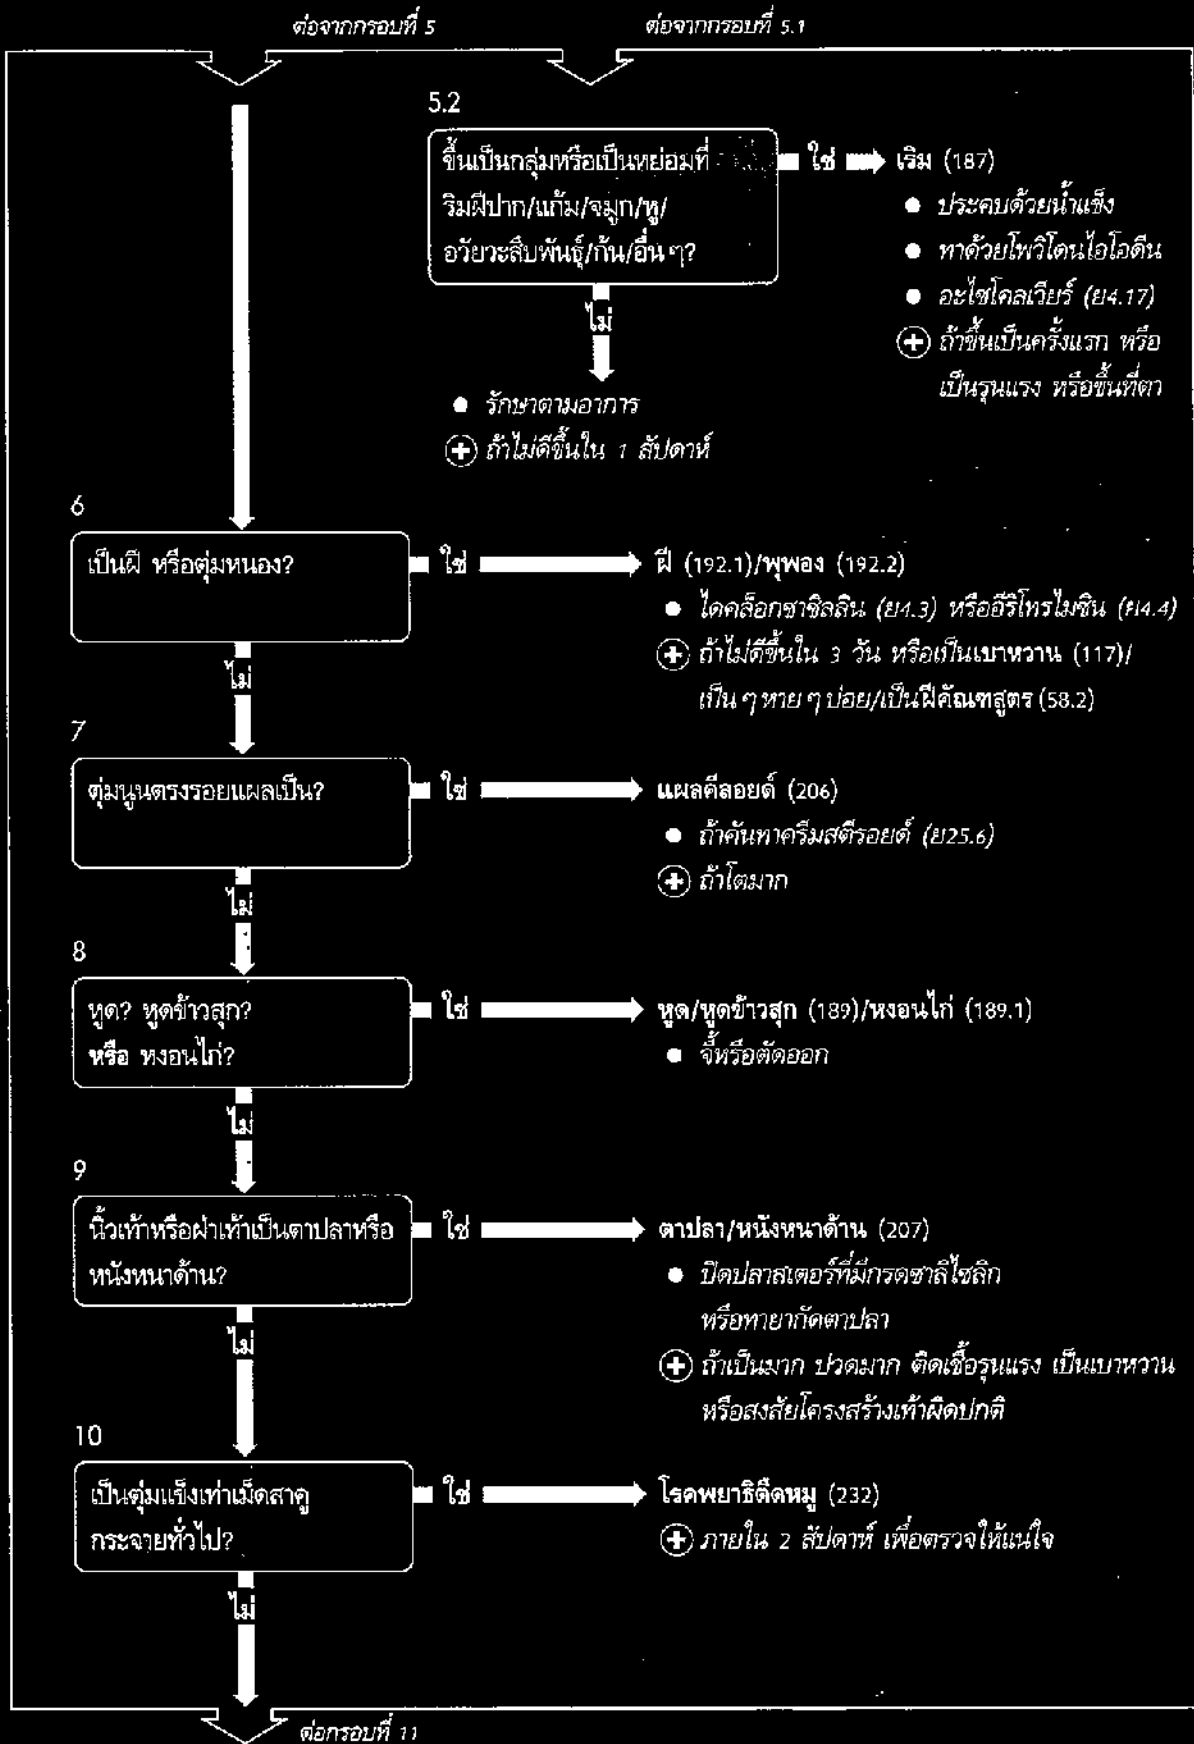 ต่อจากกรอบที่ 5
ต่อจากกรอบที่ 5.1
5.2
ขึ้นเป็นกลุ่มหรือเป็นหย่อมที่
ริมฝีปาก/แก้ม/จมูก/หู/
อวัยวะสืบพันธุ์/ก้น/อื่น ๆ?
ใช่
เริม (187)
ประคบด้วยน้ำแข็ง
ทาด้วยโพวิโดนไอโอดีน
อะไซโคลเวียร์ (ย4.17)
ถ้าขึ้นเป็นครั้งแรก หรือ
เป็นรุนแรง หรือขึ้นที่ตา
ไม่
รักษาตามอาการ
ถ้าไม่ดีขึ้นใน 1 สัปดาห์
6
เป็นฝี หรือตุ่มหนอง?
ใช่
ฝี (192.1)/พุพอง (192.2)
ไดคล็อกซาซิลลิน (ย4.3) หรืออีริโทรไมซิน (ย4.4)
ถ้าไม่ดีขึ้นใน 3 วัน หรือเป็นเบาหวาน (117)/
เป็น ๆ หาย ๆ บ่อย/เป็นฝีคัณฑสูตร (58.2)
ไม่
7
ตุ่มนูนตรงรอยแผลเป็น?
ใช่
แผลคีลอยด์ (206)
ถ้าคันทาครีมสตีรอยด์ (ย25.6)
ถ้าโตมาก
ไม่
8
หูด? หูดข้าวสุก?
หรือ หงอนไก่?
ใช่
หูด/หูดข้าวสุก (189)/หงอนไก่ (189.1)
จี้หรือตัดออก
ไม่
9
นิ้วเท้าหรือฝ่าเท้าเป็นตาปลาหรือ
หนังหนาด้าน?
ใช่
ตาปลา/หนังหนาด้าน (207)
ปิดปลาสเตอร์ที่มีกรดซาลิไซลิก
หรือทายากัดตาปลา
ถ้าเป็นมาก ปวดมาก ติดเชื้อรุนแรง เป็นเบาหวาน
หรือสงสัยโครงสร้างเท้าผิดปกติ
ไม่
10
เป็นตุ่มแข็งเท่าเม็ดสาคู
กระจายทั่วไป?
ใช่
โรคพยาธิตืดหมู (232)
ภายใน 2 สัปดาห์ เพื่อตรวจให้แน่ใจ
ไม่
ต่อกรอบที่ 11